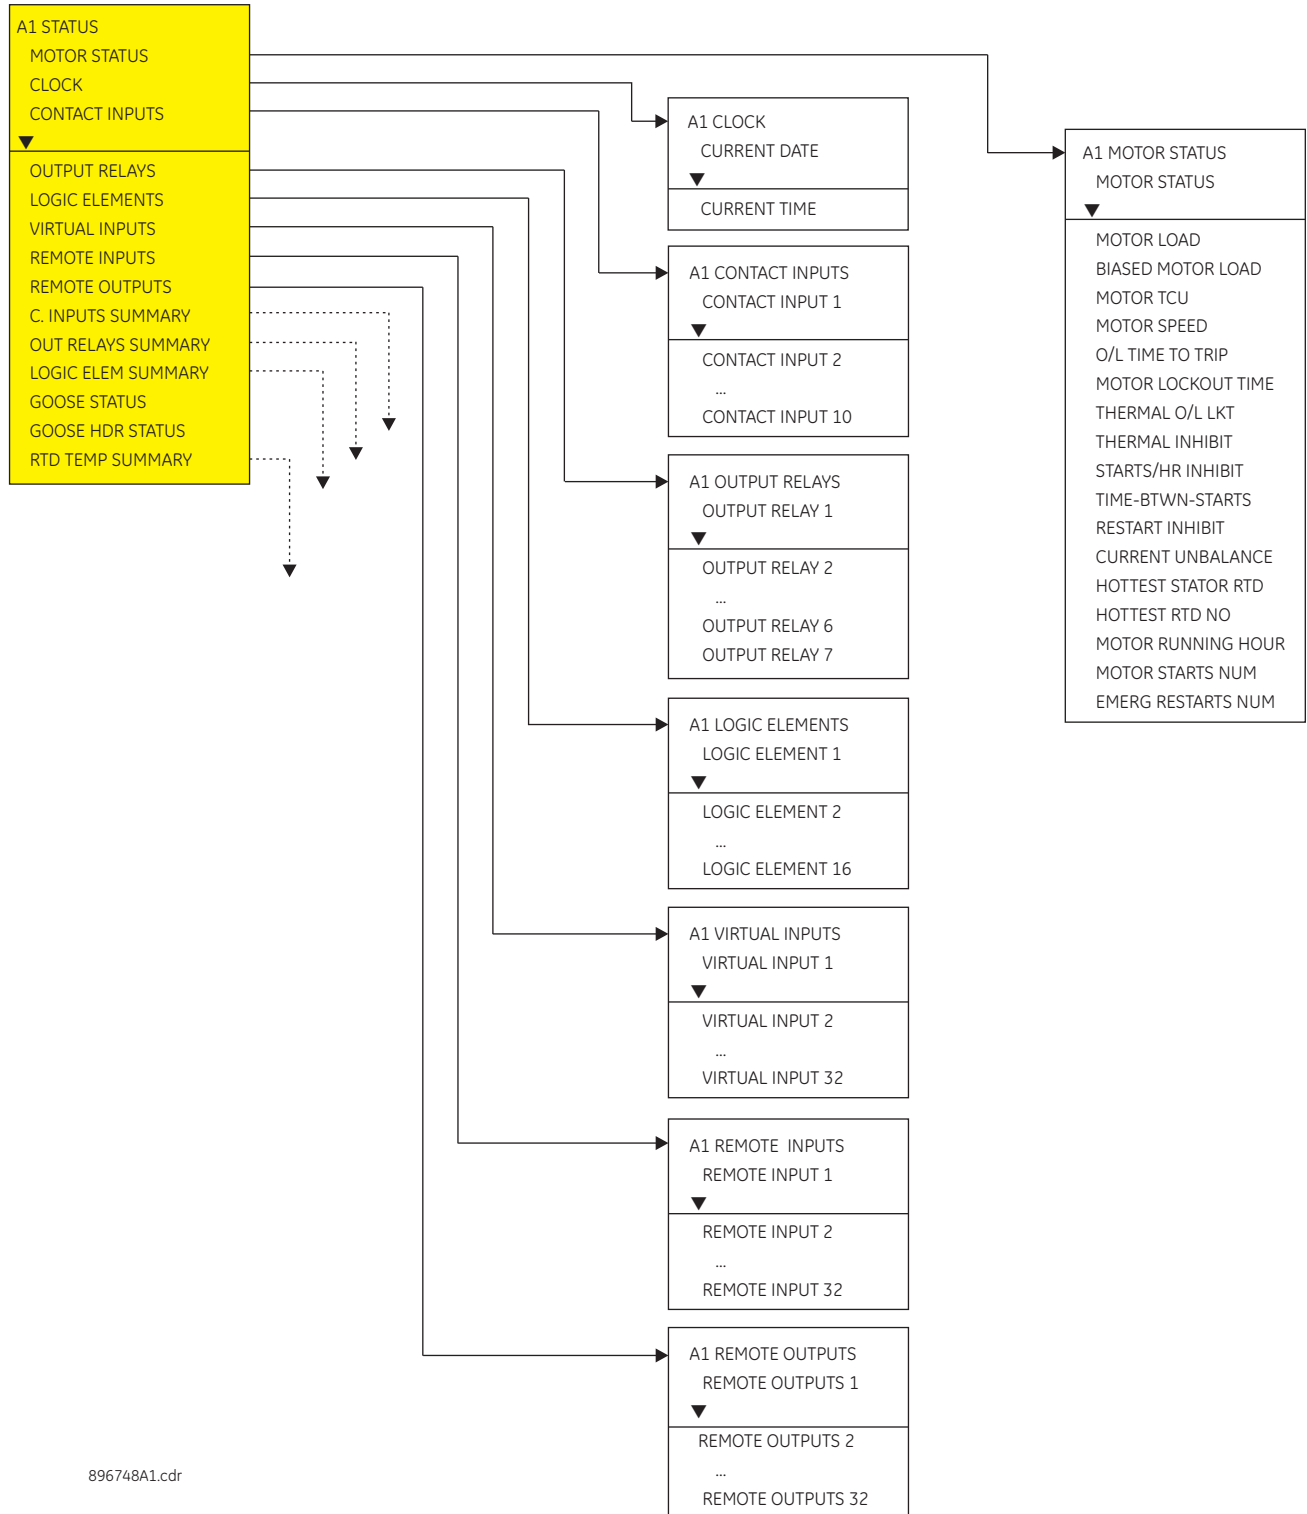 A1 STATUS
MOTOR STATUS
CLOCK
CONTACT INPUTS
OUTPUT RELAYS
LOGIC ELEMENTS
VIRTUAL INPUTS
REMOTE INPUTS
REMOTE OUTPUTS
C. INPUTS SUMMARY
OUT RELAYS SUMMARY
LOGIC ELEM SUMMARY
GOOSE STATUS
GOOSE HDR STATUS
RTD TEMP SUMMARY
A1 CLOCK
CURRENT DATE
CURRENT TIME
A1 CONTACT INPUTS
CONTACT INPUT 1
CONTACT INPUT 2
...
CONTACT INPUT 10
A1 OUTPUT RELAYS
OUTPUT RELAY 1
OUTPUT RELAY 2
...
OUTPUT RELAY 6
OUTPUT RELAY 7
A1 LOGIC ELEMENTS
LOGIC ELEMENT 1
LOGIC ELEMENT 2
...
LOGIC ELEMENT 16
A1 VIRTUAL INPUTS
VIRTUAL INPUT 1
VIRTUAL INPUT 2
...
VIRTUAL INPUT 32
A1 REMOTE INPUTS
REMOTE INPUT 1
REMOTE INPUT 2
...
REMOTE INPUT 32
A1 REMOTE OUTPUTS
REMOTE OUTPUTS 1
REMOTE OUTPUTS 2
...
REMOTE OUTPUTS 32
A1 MOTOR STATUS
MOTOR STATUS
MOTOR LOAD
BIASED MOTOR LOAD
MOTOR TCU
MOTOR SPEED
O/L TIME TO TRIP
MOTOR LOCKOUT TIME
THERMAL O/L LKT
THERMAL INHIBIT
STARTS/HR INHIBIT
TIME-BTWN-STARTS
RESTART INHIBIT
CURRENT UNBALANCE
HOTTEST STATOR RTD
HOTTEST RTD NO
MOTOR RUNNING HOUR
MOTOR STARTS NUM
EMERG RESTARTS NUM
896748A1.cdr